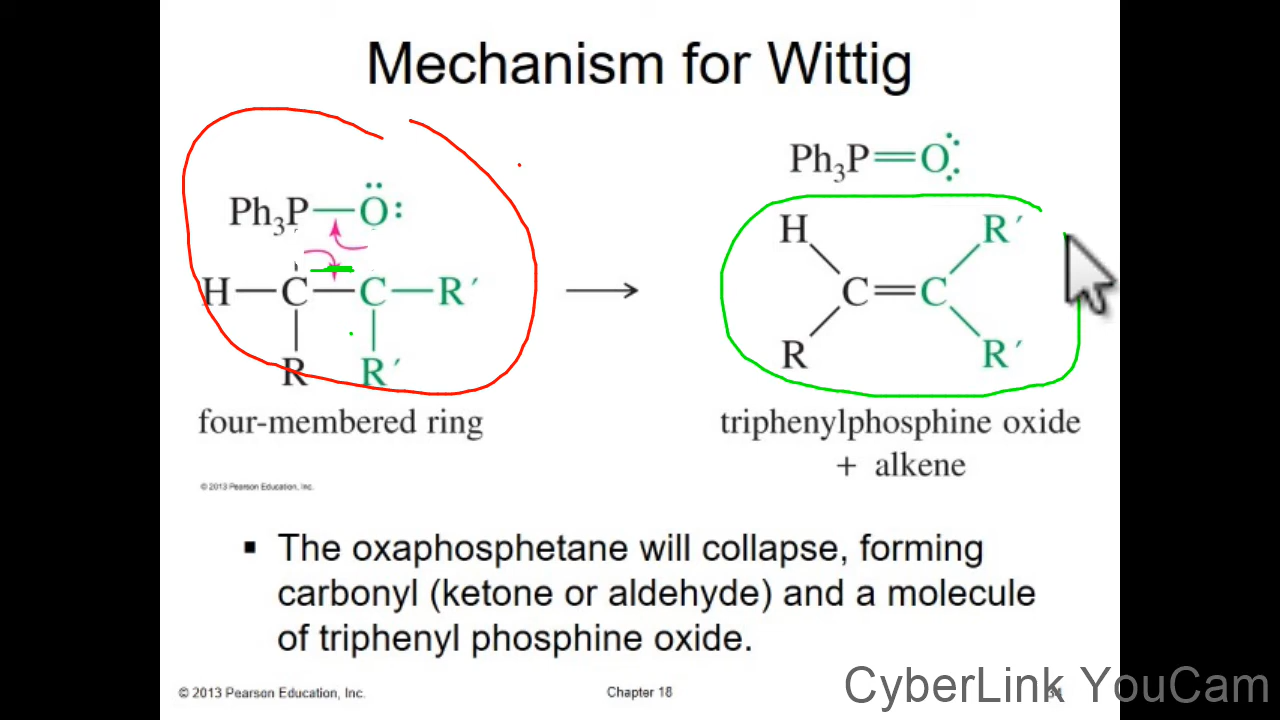 Mechanism for Wittig
Ph₃P=O:
Ph₃P—O:
H R′
H—C—C—R′ ⟶ C=C
R R′ R R′
four-membered ring triphenylphosphine oxide
+ alkene
© 2013 Pearson Education, Inc.
▪ The oxaphosphetane will collapse, forming
carbonyl (ketone or aldehyde) and a molecule
of triphenyl phosphine oxide.
© 2013 Pearson Education, Inc. Chapter 18
CyberLink YouCam